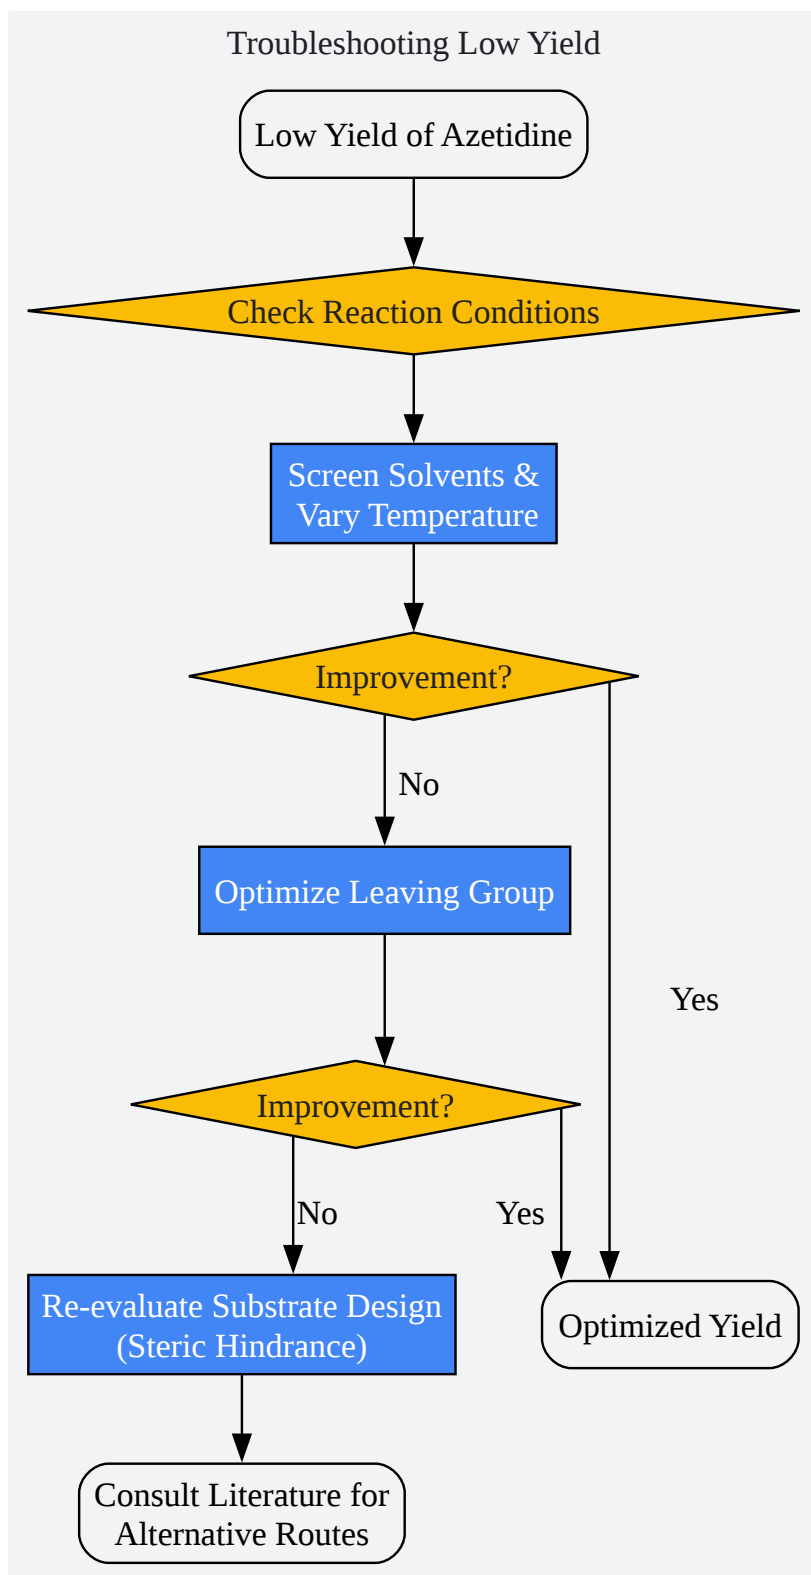 Troubleshooting Low Yield
Low Yield of Azetidine
Check Reaction Conditions
Screen Solvents &
Vary Temperature
Improvement?
No
Optimize Leaving Group
Yes
Improvement?
No
Yes
Re-evaluate Substrate Design
(Steric Hindrance)
Optimized Yield
Consult Literature for
Alternative Routes